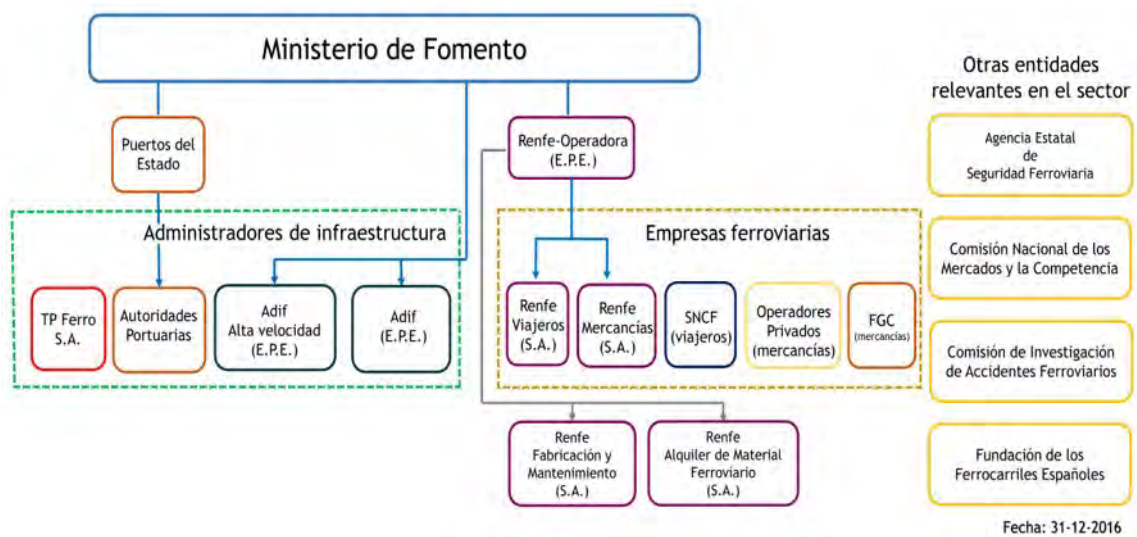 Ministerio de Fomento
Otras entidades
relevantes en el sector
Puertos del
Estado
Renfe-Operadora
(E.P.E.)
Agencia Estatal
de
Seguridad Ferroviaria
Administradores de infraestructura
Empresas ferroviarias
Comisión Nacional de los
Mercados y la Competencia
TP Ferro
S.A.
Autoridades
Portuarias
Adif
Alta velocidad
(E.P.E.)
Adif
(E.P.E.)
Renfe
Viajeros
(S.A.)
Renfe
Mercancías
(S.A.)
SNCF
(viajeros)
Operadores
Privados
(mercancías)
FGC
(mercancías)
Comisión de Investigación
de Accidentes Ferroviarios
Renfe
Fabricación y
Mantenimiento
(S.A.)
Renfe
Alquiler de Material
Ferroviario
(S.A.)
Fundación de los
Ferrocarriles Españoles
Fecha: 31-12-2016